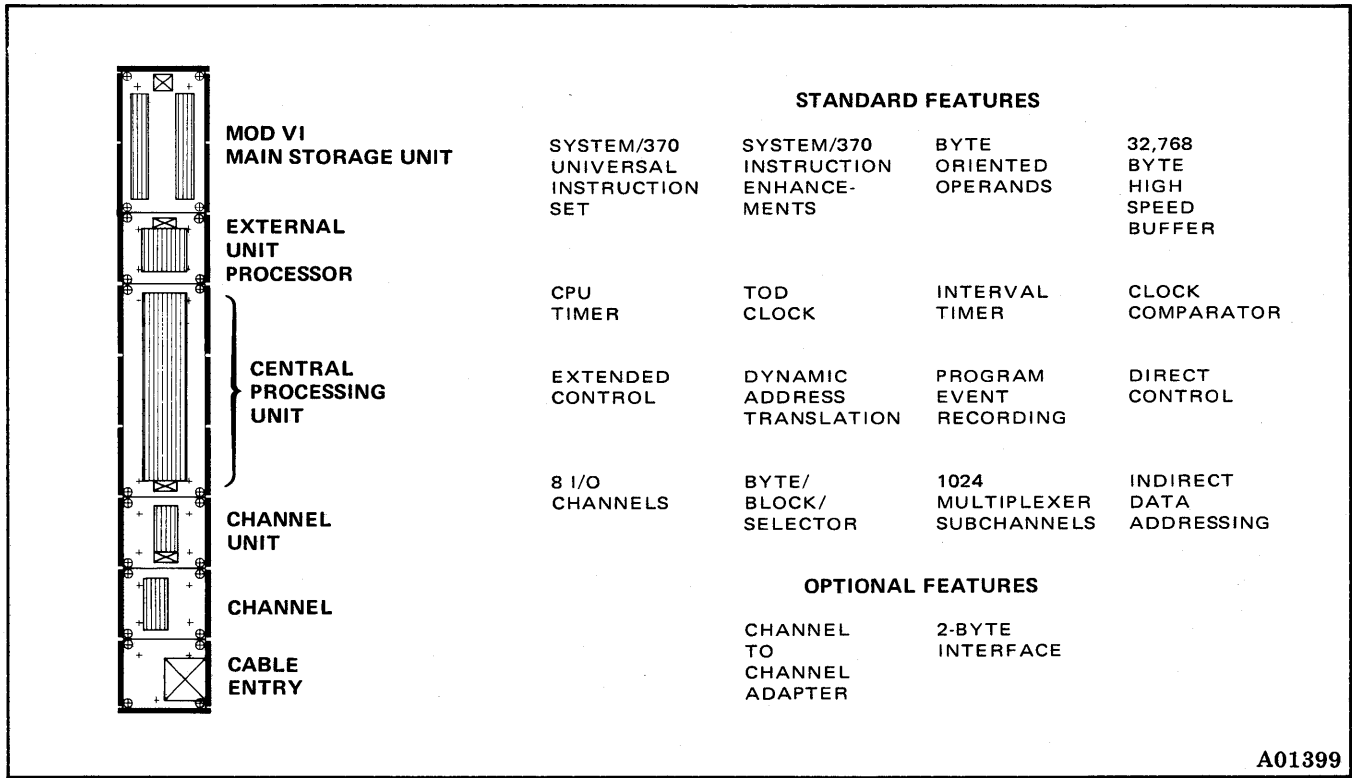 MOD VI
MAIN STORAGE UNIT
EXTERNAL
UNIT
PROCESSOR
CENTRAL
PROCESSING
UNIT
CHANNEL
UNIT
CHANNEL
CABLE
ENTRY
STANDARD FEATURES
SYSTEM/370
UNIVERSAL
INSTRUCTION
SET
SYSTEM/370
INSTRUCTION
ENHANCE-
MENTS
BYTE
ORIENTED
OPERANDS
32,768
BYTE
HIGH
SPEED
BUFFER
CPU
TIMER
TOD
CLOCK
INTERVAL
TIMER
CLOCK
COMPARATOR
EXTENDED
CONTROL
DYNAMIC
ADDRESS
TRANSLATION
PROGRAM
EVENT
RECORDING
DIRECT
CONTROL
8 I/O
CHANNELS
BYTE/
BLOCK/
SELECTOR
1024
MULTIPLEXER
SUBCHANNELS
INDIRECT
DATA
ADDRESSING
OPTIONAL FEATURES
CHANNEL
TO
CHANNEL
ADAPTER
2-BYTE
INTERFACE
A01399